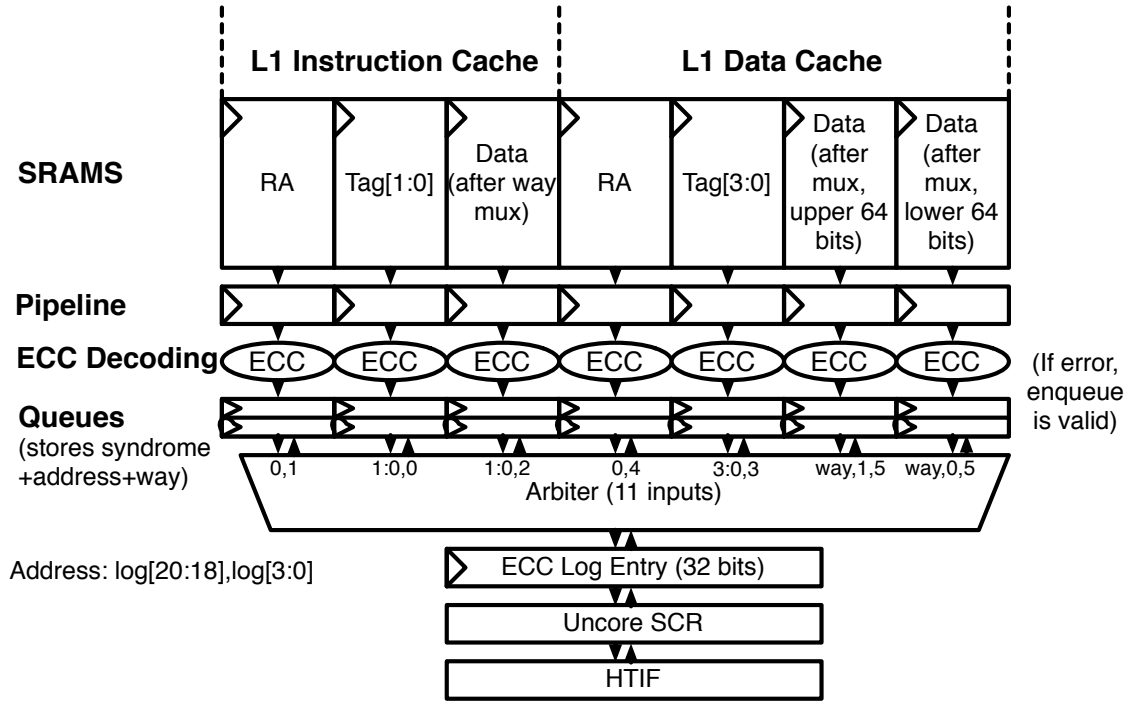 L1 Instruction Cache
L1 Data Cache
SRAMS
RA
Tag[1:0]
Data
(after way
mux)
RA
Tag[3:0]
Data
(after
mux,
upper 64
bits)
Data
(after
mux,
lower 64
bits)
Pipeline
ECC Decoding
ECC
ECC
ECC
ECC
ECC
ECC
ECC
(If error,
enqueue
is valid)
Queues
(stores syndrome
+address+way)
0,1
1:0,0
1:0,2
0,4
3:0,3
way,1,5
way,0,5
Arbiter (11 inputs)
Address: log[20:18],log[3:0]
ECC Log Entry (32 bits)
Uncore SCR
HTIF